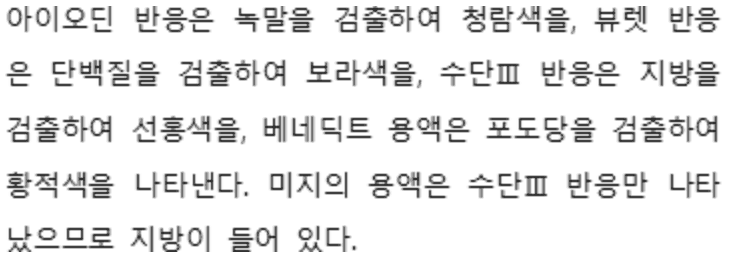 아이오딘 반응은 녹말을 검출하여 청람색을, 뷰렛 반응
은 단백질을 검출하여 보라색을, 수단Ⅲ 반응은 지방을
검출하여 선홍색을, 베네딕트 용액은 포도당을 검출하여
황적색을 나타낸다. 미지의 용액은 수단Ⅲ 반응만 나타
났으므로 지방이 들어 있다.